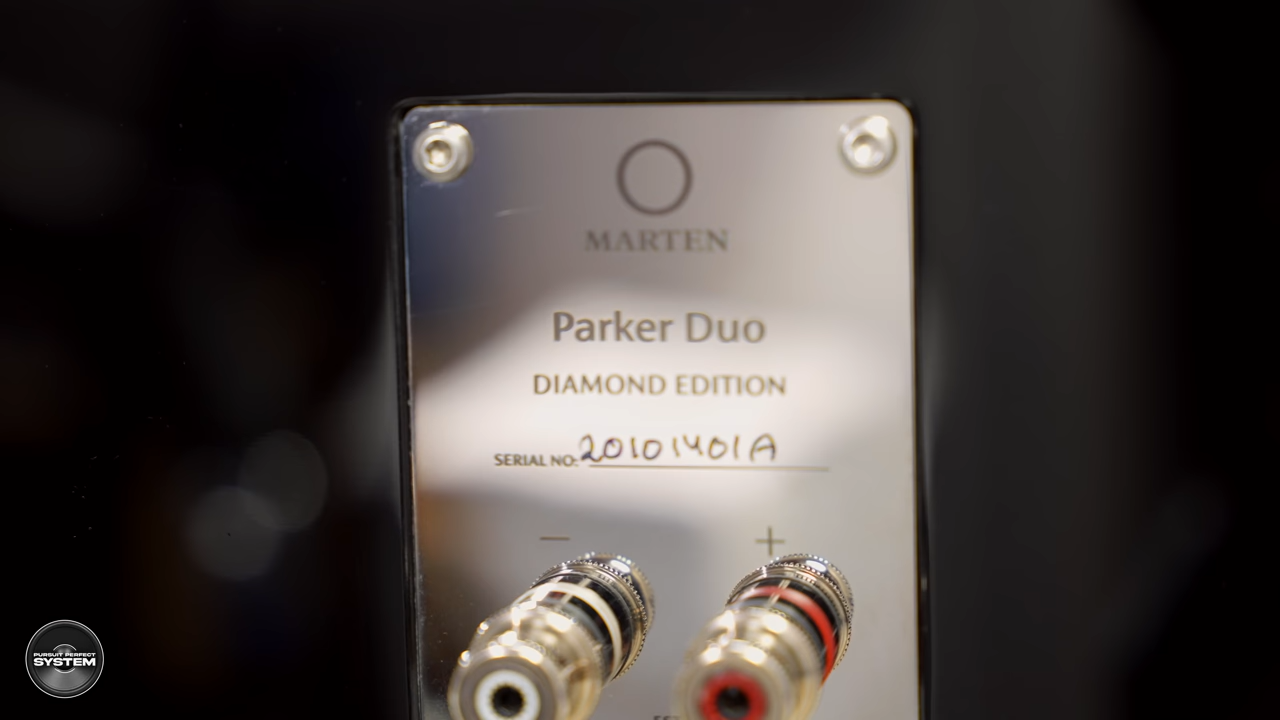 MARTEN
Parker Duo
DIAMOND EDITION
SERIAL NO: 20101401A
− +
PURSUIT PERFECT
SYSTEM